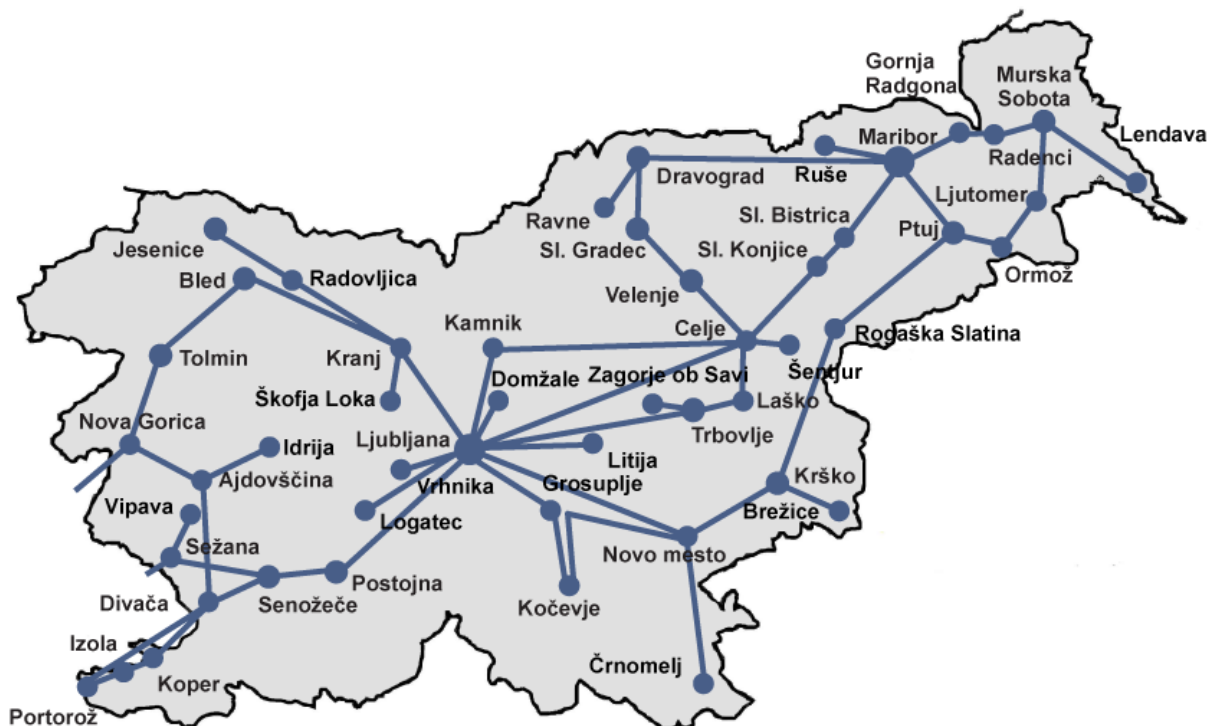 Gornja
Radgona
Murska
Sobota
Maribor
Lendava
Radenci
Dravograd
Ruše
Ljutomer
Ravne
Sl. Bistrica
Ptuj
Sl. Gradec
Sl. Konjice
Ormož
Jesenice
Bled
Radovljica
Velenje
Kamnik
Celje
Rogaška Slatina
Tolmin
Kranj
Domžale
Zagorje ob Savi
Šentjur
Škofja Loka
Laško
Nova Gorica
Trbovlje
Idrija
Ljubljana
Litija
Ajdovščina
Vrhnika
Grosuplje
Krško
Vipava
Logatec
Brežice
Sežana
Novo mesto
Postojna
Divača
Senožeče
Kočevje
Izola
Črnomelj
Koper
Portorož